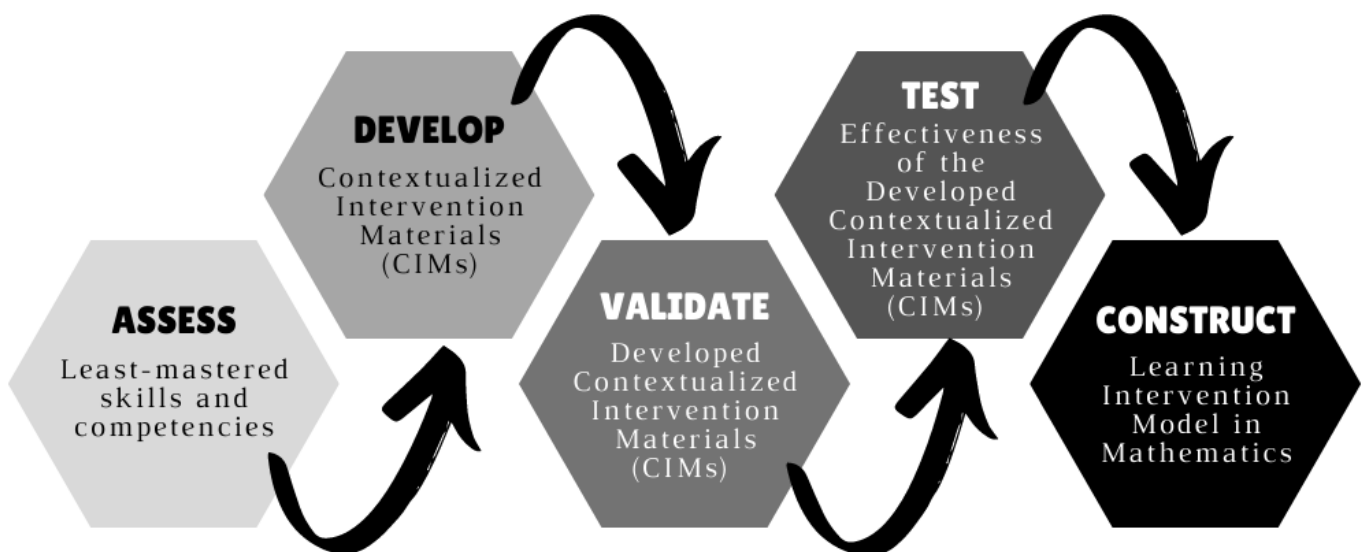 ASSESS
Least-mastered
skills and
competencies
DEVELOP
Contextualized
Intervention
Materials
(CIMs)
VALIDATE
Developed
Contextualized
Intervention
Materials
(CIMs)
TEST
Effectiveness
of the
Developed
Contextualized
Intervention
Materials
(CIMs)
CONSTRUCT
Learning
Intervention
Model in
Mathematics